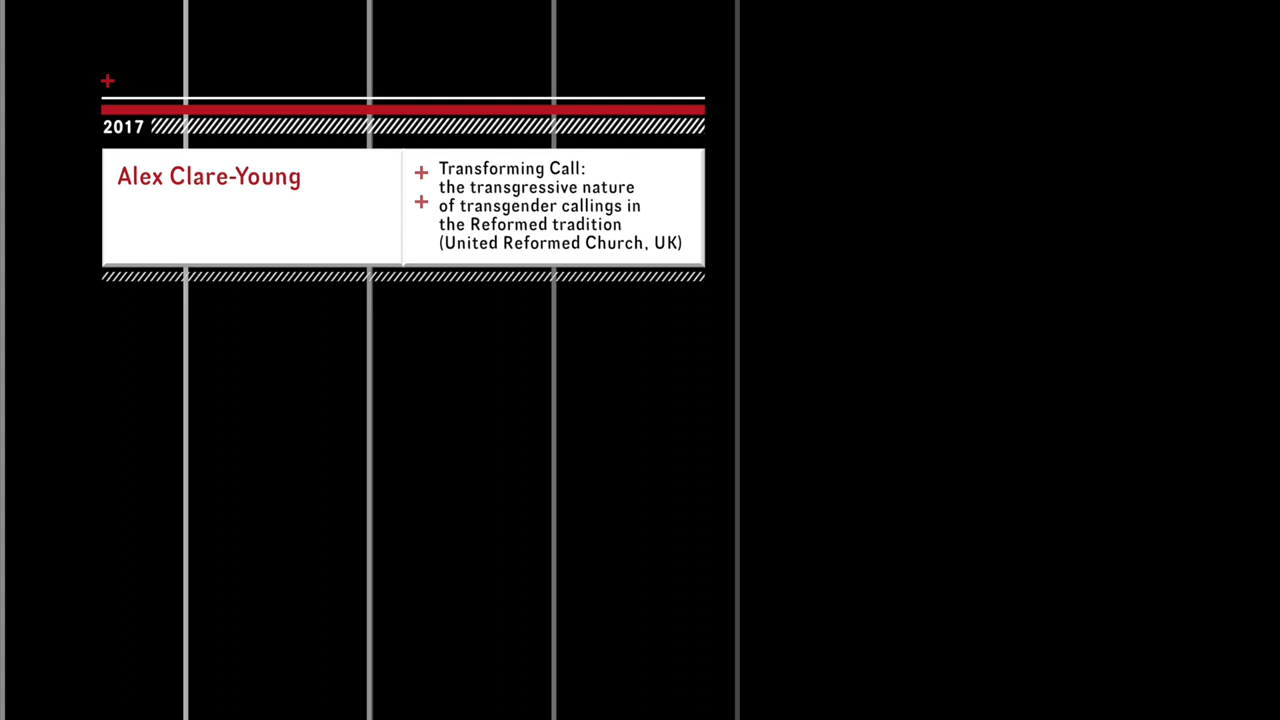 2017
Alex Clare-Young
Transforming Call:
the transgressive nature
of transgender callings in
the Reformed tradition
(United Reformed Church, UK)